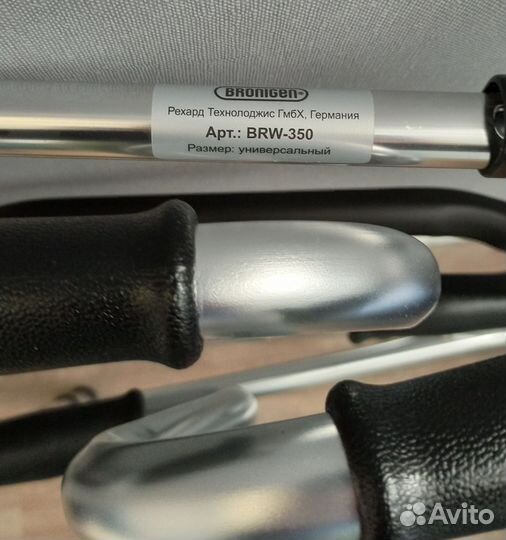 BRONIGEN
Рехард Технолоджис ГмбХ, Германия
Арт.: BRW-350
Размер: универсальный
Avito